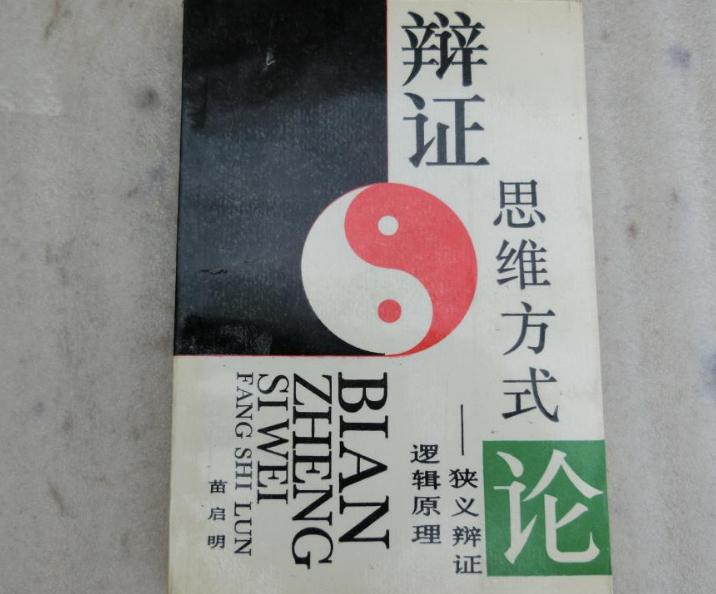 辩证
思维方式
论
——狭义辩证
逻辑原理
BIAN
ZHENG
SI WEI
FANG SHI LUN
苗启明